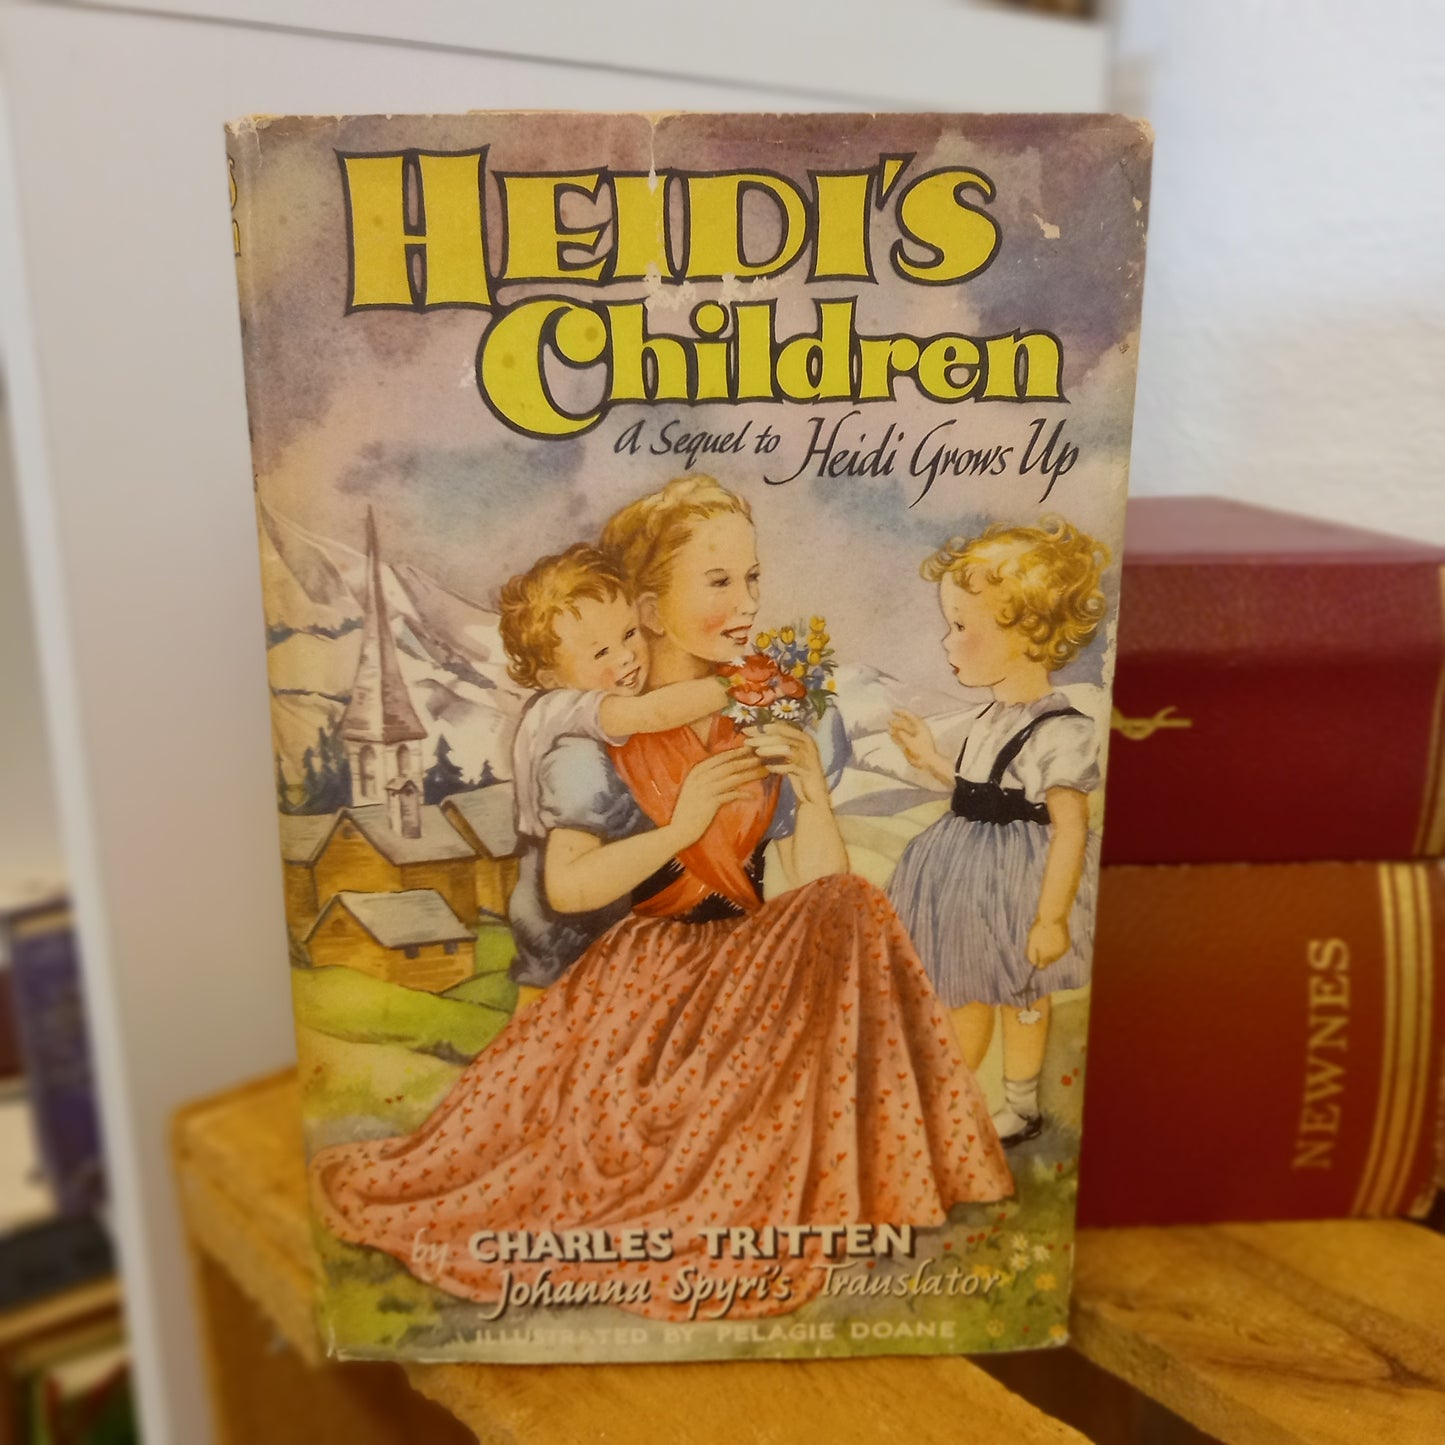 HEIDI'S
Children
A Sequel to Heidi Grows Up
by CHARLES TRITTEN
Johanna Spyri's Translator
ILLUSTRATED BY PELAGIE DOANE
NEWNES